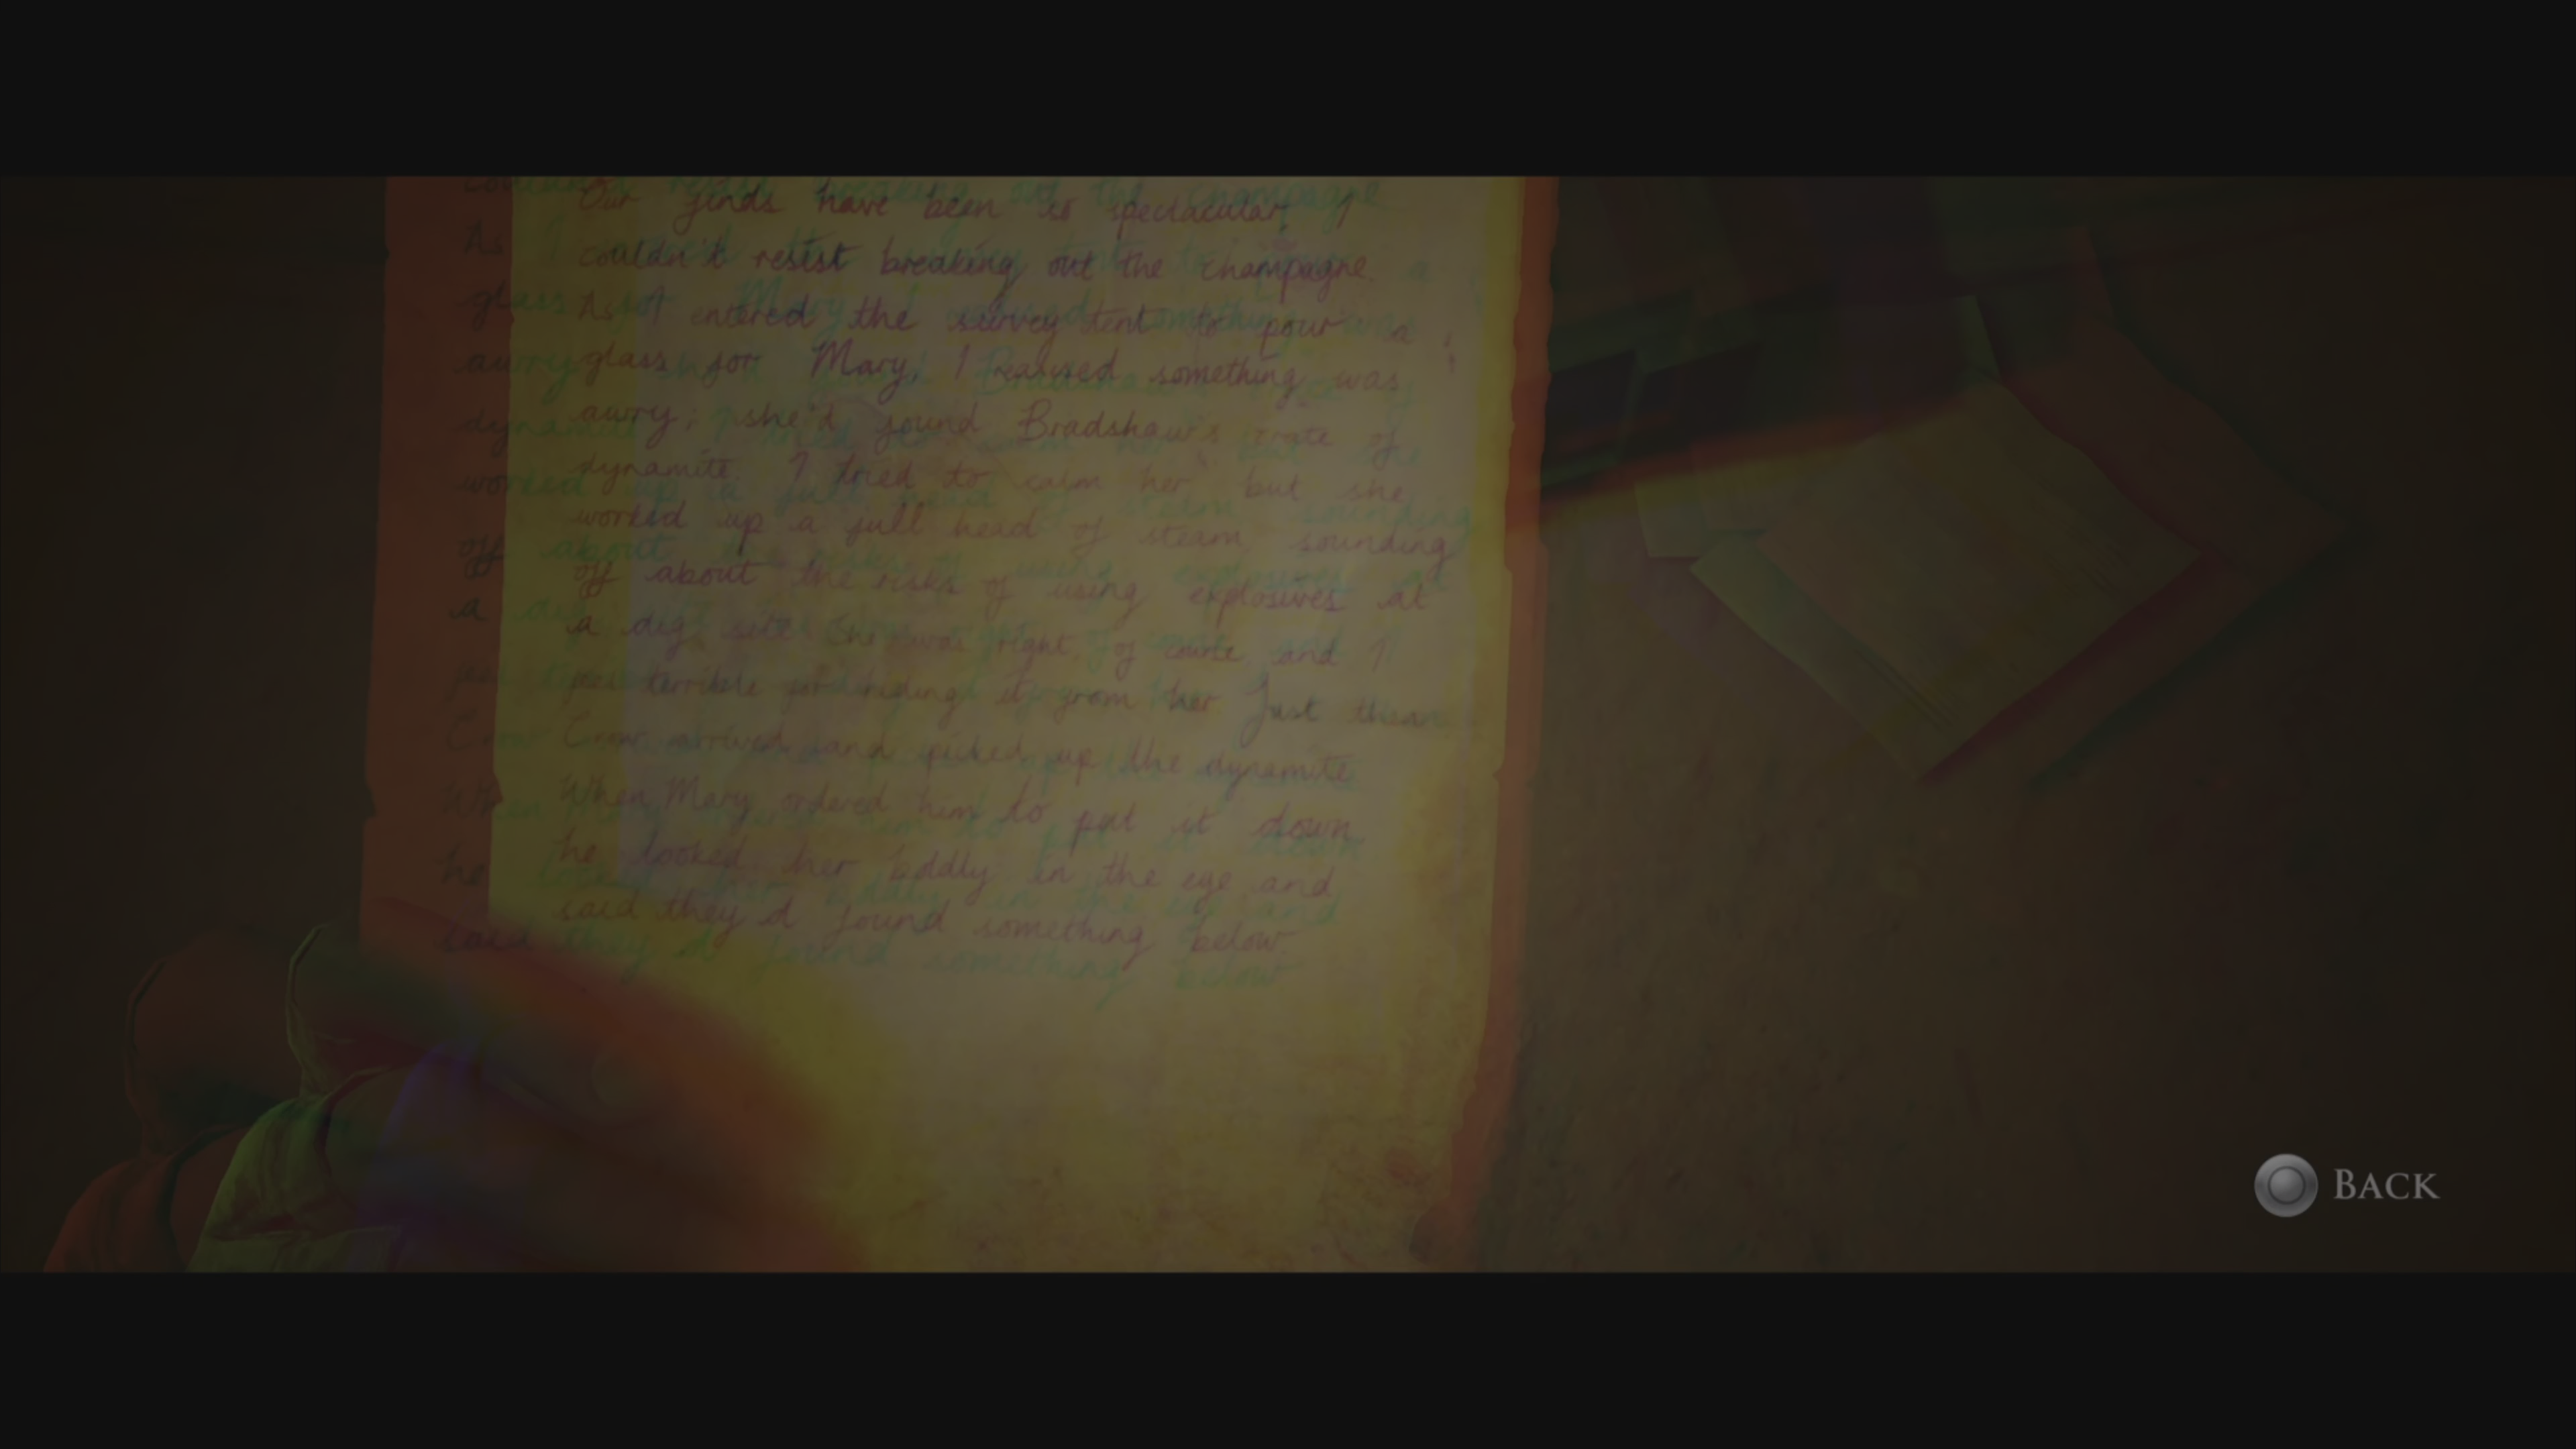 Our finds have been so spectacular, I
couldn't resist breaking out the champagne.
As I entered the survey tent to pour a
glass for Mary, I realised something was
awry; she'd found Bradshaw's crate of
dynamite. I tried to calm her, but she
worked up a full head of steam sounding
off about the risks of using explosives at
a dig site. She was right, of course and I
feel terrible for hiding it from her. Just then
Crow arrived and picked up the dynamite
When Mary ordered him to put it down
he looked her oddly in the eye and
said they'd found something below.
BACK